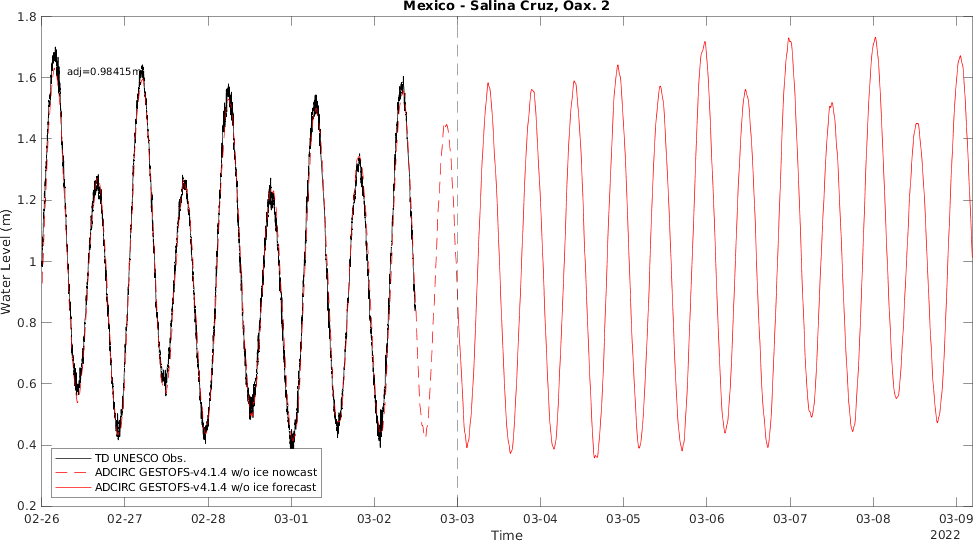 Mexico - Salina Cruz, Oax. 2
Water Level (m)
1.8
1.6
1.4
1.2
1
0.8
0.6
0.4
0.2
adj=0.98415m
TD UNESCO Obs.
ADCIRC GESTOFS-v4.1.4 w/o ice nowcast
ADCIRC GESTOFS-v4.1.4 w/o ice forecast
02-26 02-27 02-28 03-01 03-02 03-03 03-04 03-05 03-06 03-07 03-08 03-09
Time
2022